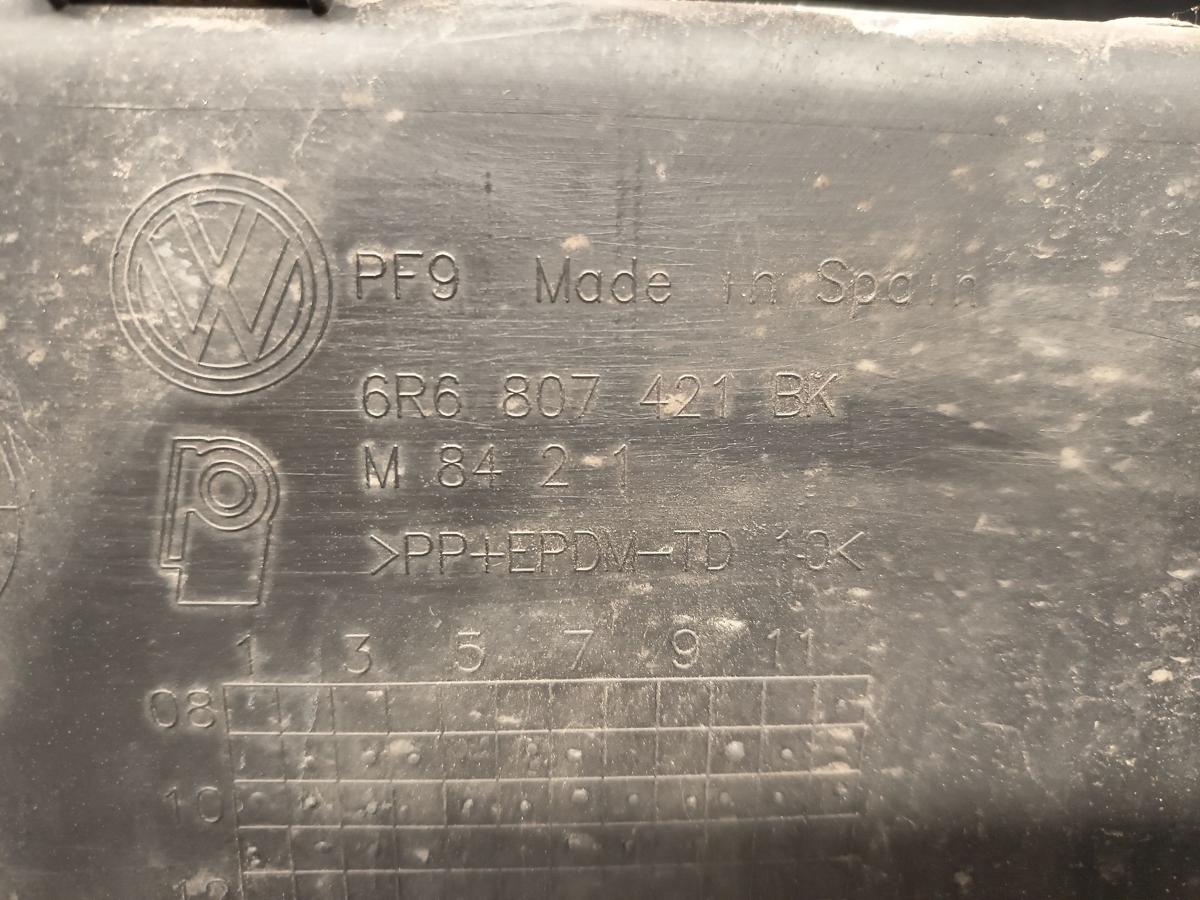 PF9 Made in Spain
6R6 807 421 BK
M 84 2 1
>PP+EPDM-TD 10<
1 3 5 7 9 11
08
10
12